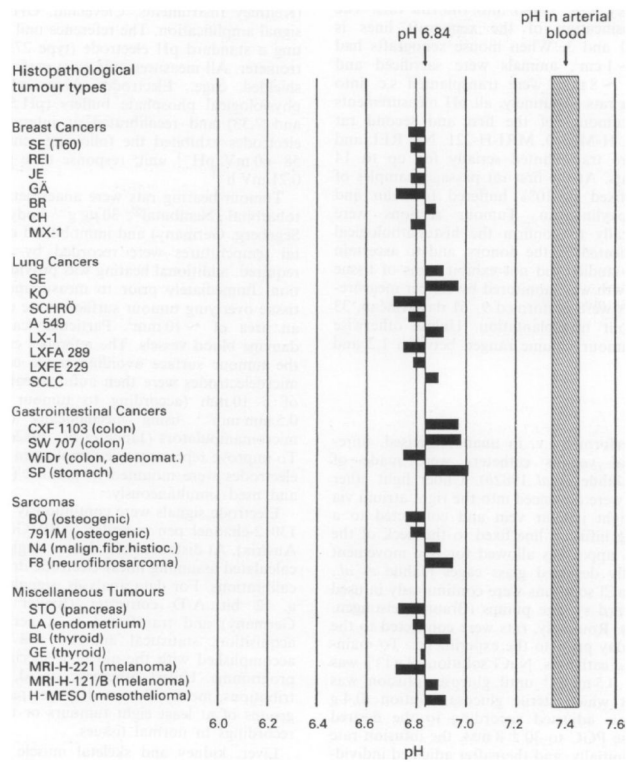 pH in arterial
pH 6.84 blood
Histopathological
tumour types
Breast Cancers
SE (T60)
REI
JE
GÄ
BR
CH
MX-1
Lung Cancers
SE
KO
SCHRÖ
A 549
LX-1
LXFA 289
LXFE 229
SCLC
Gastrointestinal Cancers
CXF 1103 (colon)
SW 707 (colon)
WiDr (colon, adenomat.)
SP (stomach)
Sarcomas
BÖ (osteogenic)
791/M (osteogenic)
N4 (malign.fibr.histioc.)
F8 (neurofibrosarcoma)
Miscellaneous Tumours
STO (pancreas)
LA (endometrium)
BL (thyroid)
GE (thyroid)
MRI-H-221 (melanoma)
MRI-H-121/B (melanoma)
H-MESO (mesothelioma)
6.0 6.2 6.4 6.6 6.8 7.0 7.2 7.4
pH